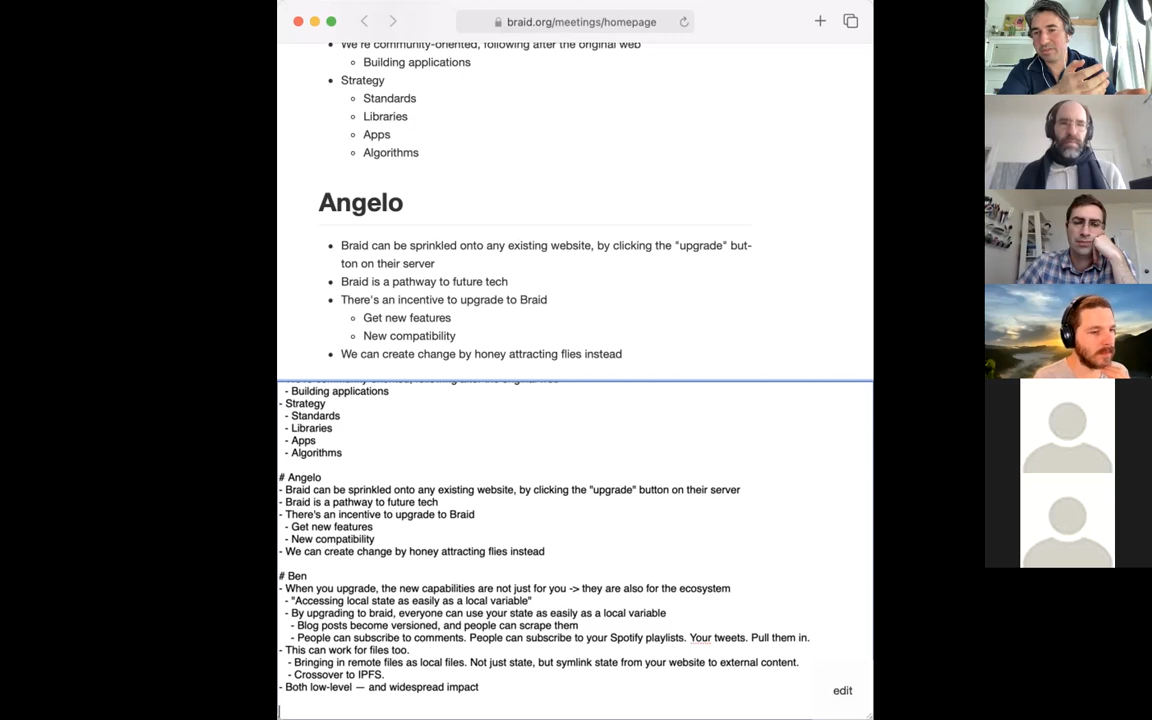 braid.org/meetings/homepage
• We're community-oriented, following after the original web
◦ Building applications
• Strategy
◦ Standards
◦ Libraries
◦ Apps
◦ Algorithms
Angelo
• Braid can be sprinkled onto any existing website, by clicking the "upgrade" but-
ton on their server
• Braid is a pathway to future tech
• There's an incentive to upgrade to Braid
◦ Get new features
◦ New compatibility
• We can create change by honey attracting flies instead
- Building applications
- Strategy
- Standards
- Libraries
- Apps
- Algorithms
# Angelo
- Braid can be sprinkled onto any existing website, by clicking the "upgrade" button on their server
- Braid is a pathway to future tech
- There's an incentive to upgrade to Braid
- Get new features
- New compatibility
- We can create change by honey attracting flies instead
# Ben
- When you upgrade, the new capabilities are not just for you -> they are also for the ecosystem
- "Accessing local state as easily as a local variable"
- By upgrading to braid, everyone can use your state as easily as a local variable
- Blog posts become versioned, and people can scrape them
- People can subscribe to comments. People can subscribe to your Spotify playlists. Your tweets. Pull them in.
- This can work for files too.
- Bringing in remote files as local files. Not just state, but symlink state from your website to external content.
- Crossover to IPFS.
- Both low-level — and widespread impact
edit